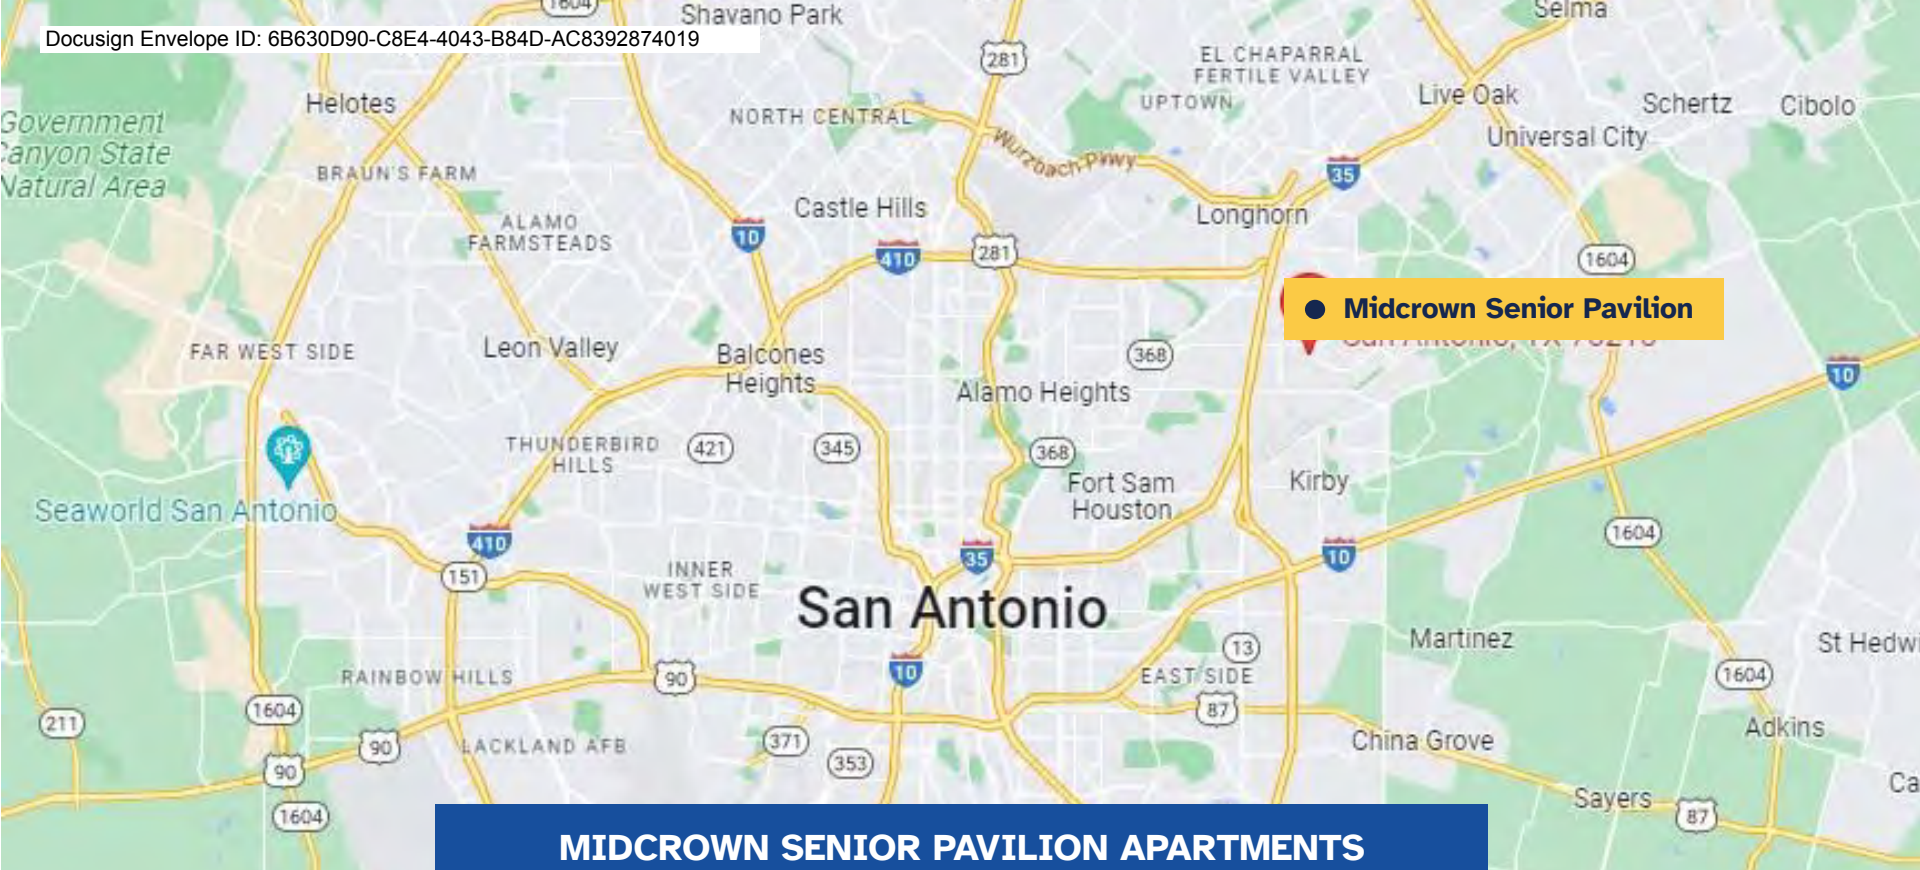 1604
Shavano Park
Selma
Docusign Envelope ID: 6B630D90-C8E4-4043-B84D-AC8392874019
281
EL CHAPARRAL
FERTILE VALLEY
Helotes
UPTOWN
Live Oak
Schertz
Cibolo
NORTH CENTRAL
Government
Canyon State
Natural Area
Wurzbach Pkwy
Universal City
BRAUN'S FARM
35
Castle Hills
Longhorn
ALAMO
FARMSTEADS
10
410
281
1604
Midcrown Senior Pavilion
San Antonio, TX
FAR WEST SIDE
Leon Valley
Balcones
Heights
368
10
Alamo Heights
THUNDERBIRD
HILLS
421
345
368
Fort Sam
Houston
Kirby
Seaworld San Antonio
410
35
10
1604
151
INNER
WEST SIDE
San Antonio
13
Martinez
St Hedwi
RAINBOW HILLS
90
10
EAST SIDE
1604
1604
211
87
Adkins
90
LACKLAND AFB
371
353
China Grove
90
Ca
1604
Sayers
87
MIDCROWN SENIOR PAVILION APARTMENTS